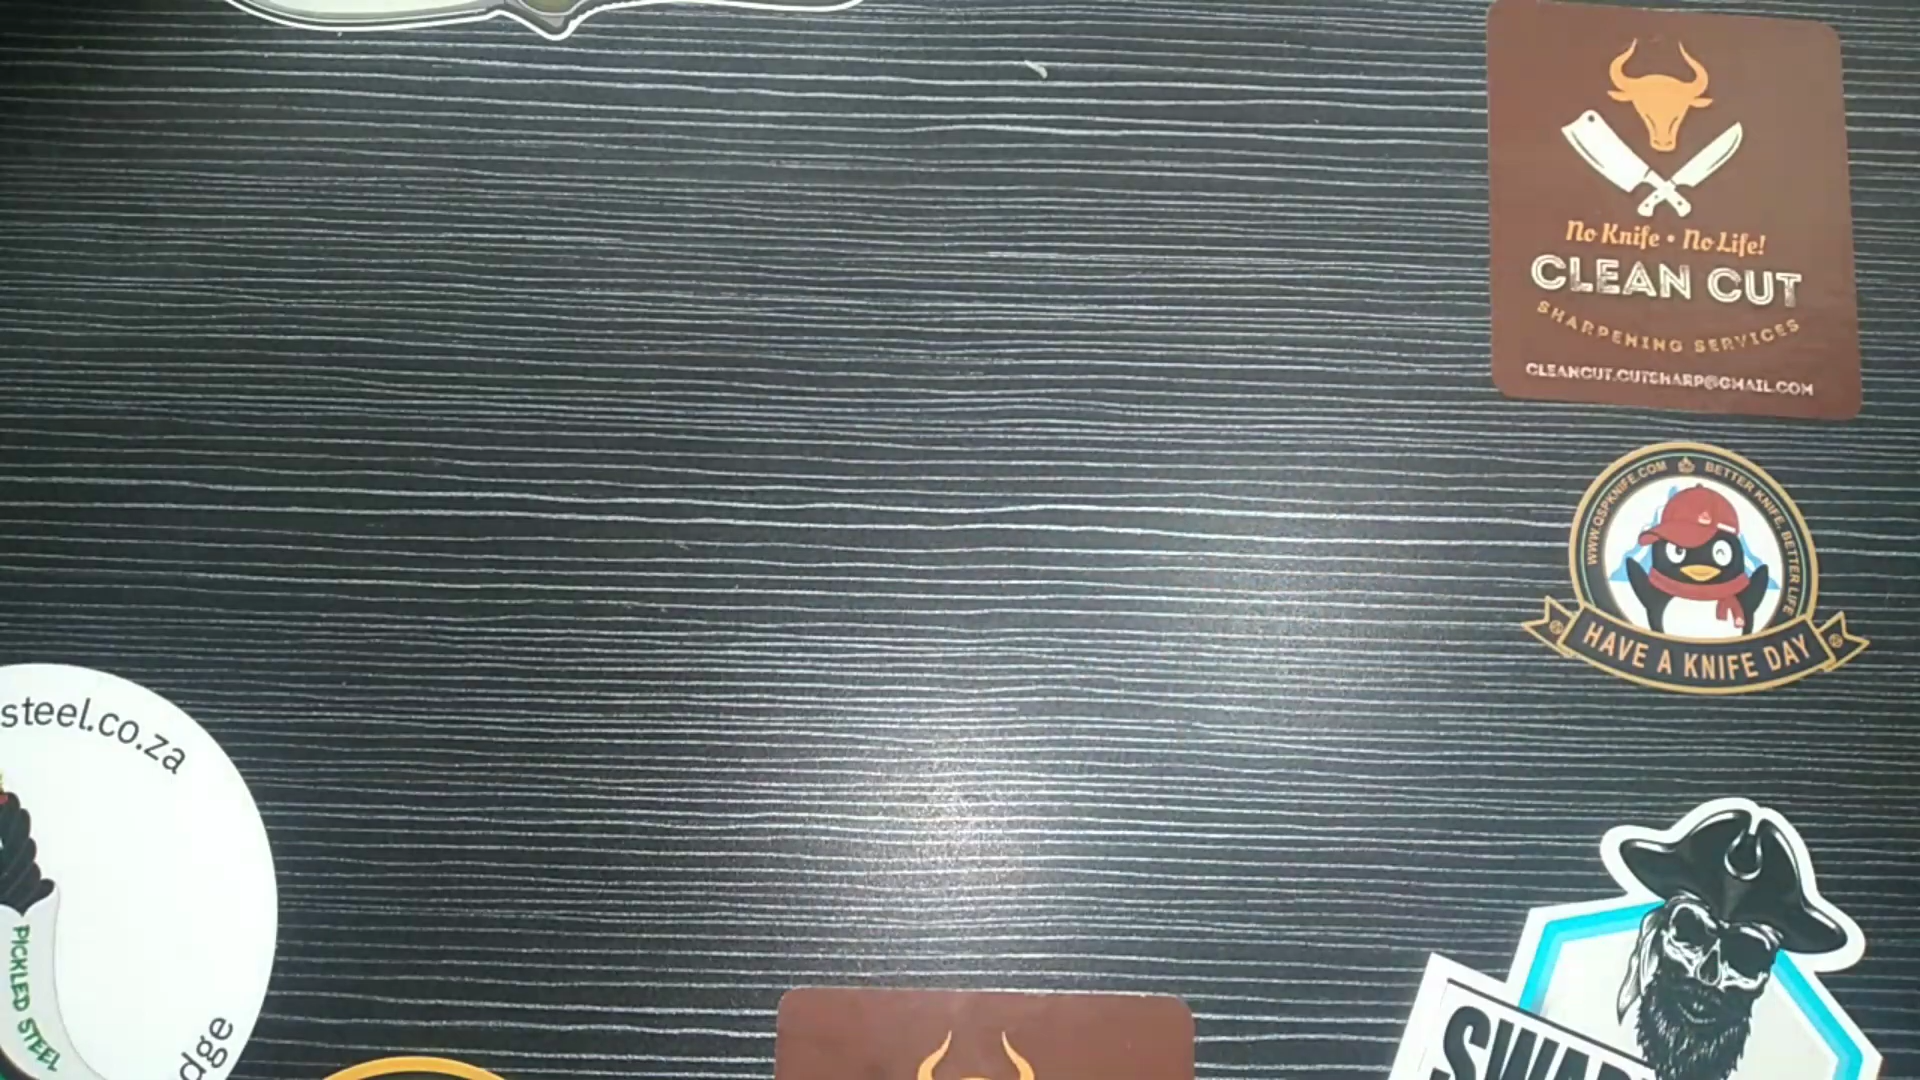 No Knife • No Life!
CLEAN CUT
SHARPENING SERVICES
CLEANCUT.CUTSHARP@GMAIL.COM
WWW.QSPKNIFE.COM BETTER KNIFE, BETTER LIFE
HAVE A KNIFE DAY
steel.co.za
PICKLED STEEL
dge